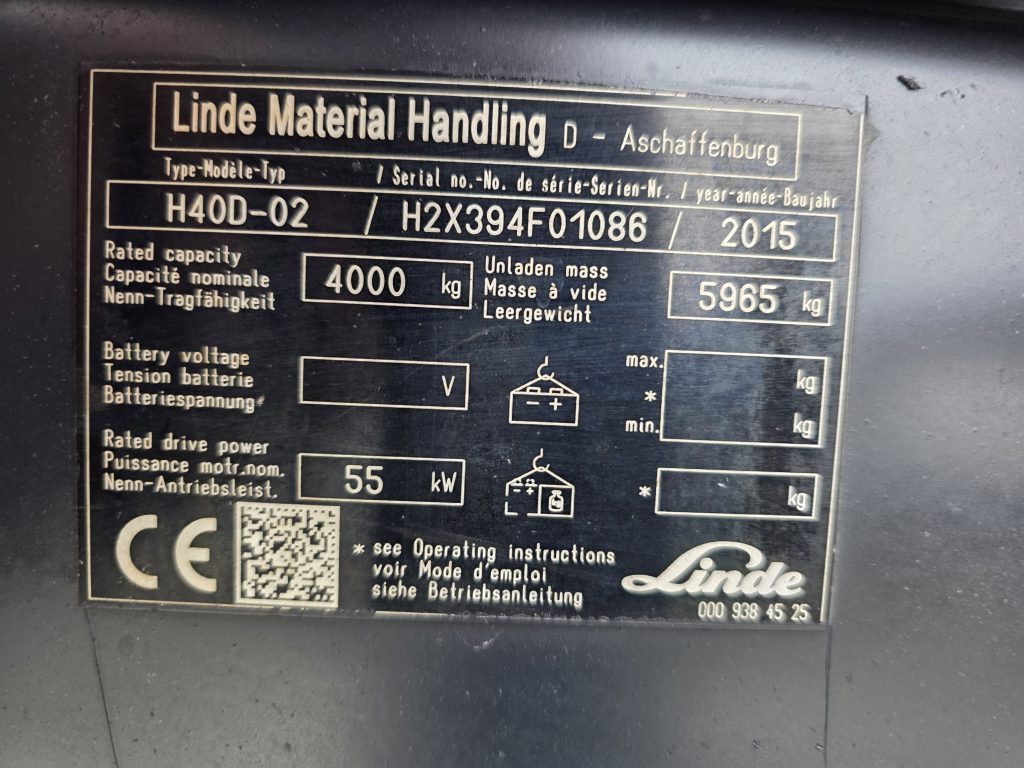 Linde Material Handling D - Aschaffenburg
Type-Modèle-Typ / Serial no.-No. de série-Serien-Nr. / year-année-Baujahr
H40D-02 / H2X394F01086 / 2015
Rated capacity
Capacité nominale
Nenn-Tragfähigkeit
4000 kg
Unladen mass
Masse à vide
Leergewicht
5965 kg
Battery voltage
Tension batterie
Batteriespannung
V
- +
max.
*
min.
kg
kg
Rated drive power
Puissance motr.nom.
Nenn-Antriebsleist.
55 kW
- +
kg
*
kg
CE
* see Operating instructions
voir Mode d'emploi
siehe Betriebsanleitung
Linde
000 938 45 25